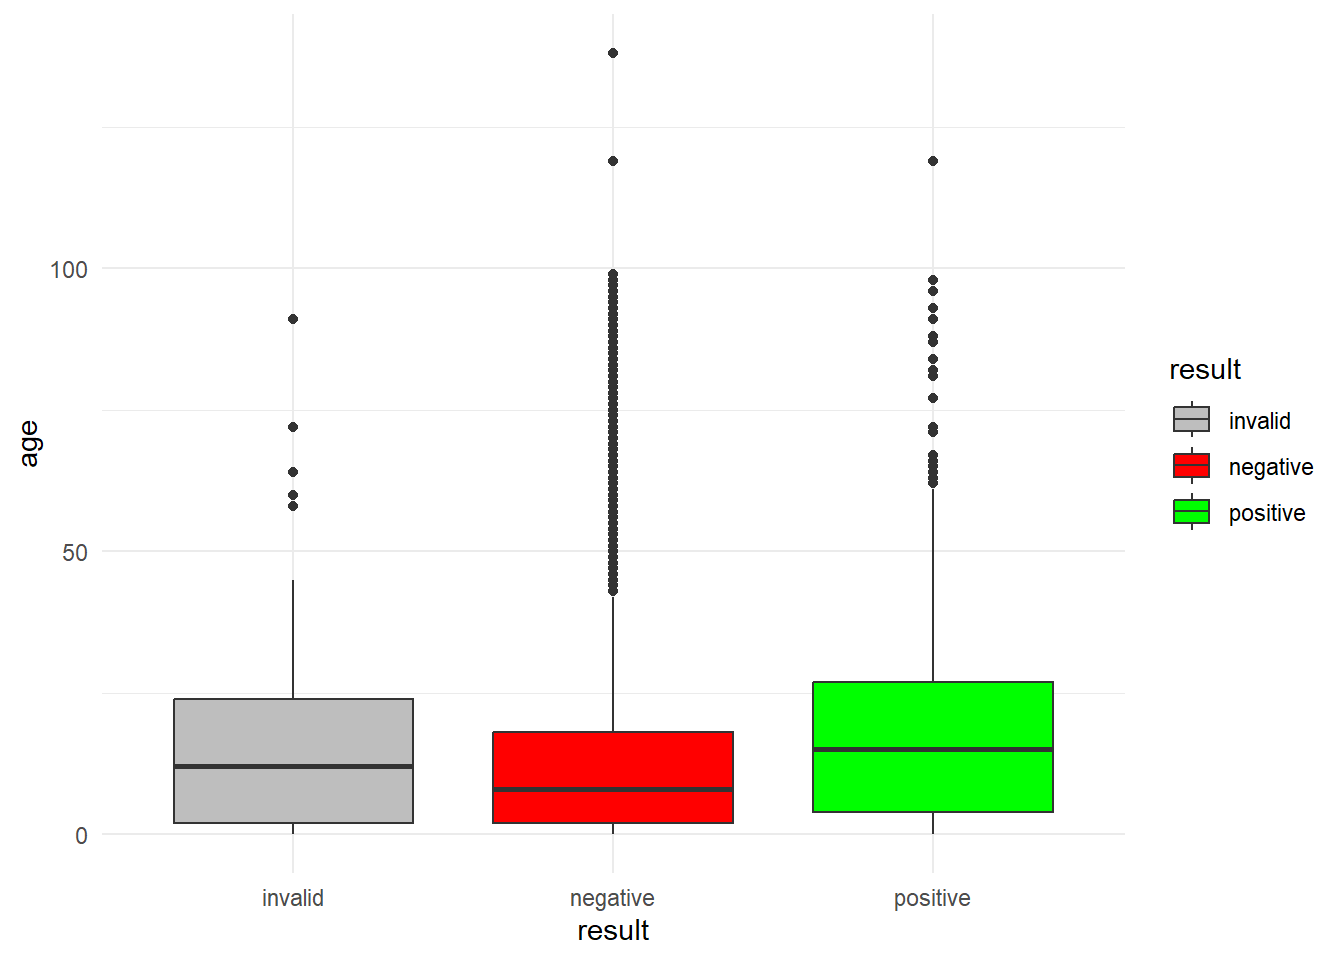 100
50
0
age
invalid
negative
positive
result
result
invalid
negative
positive